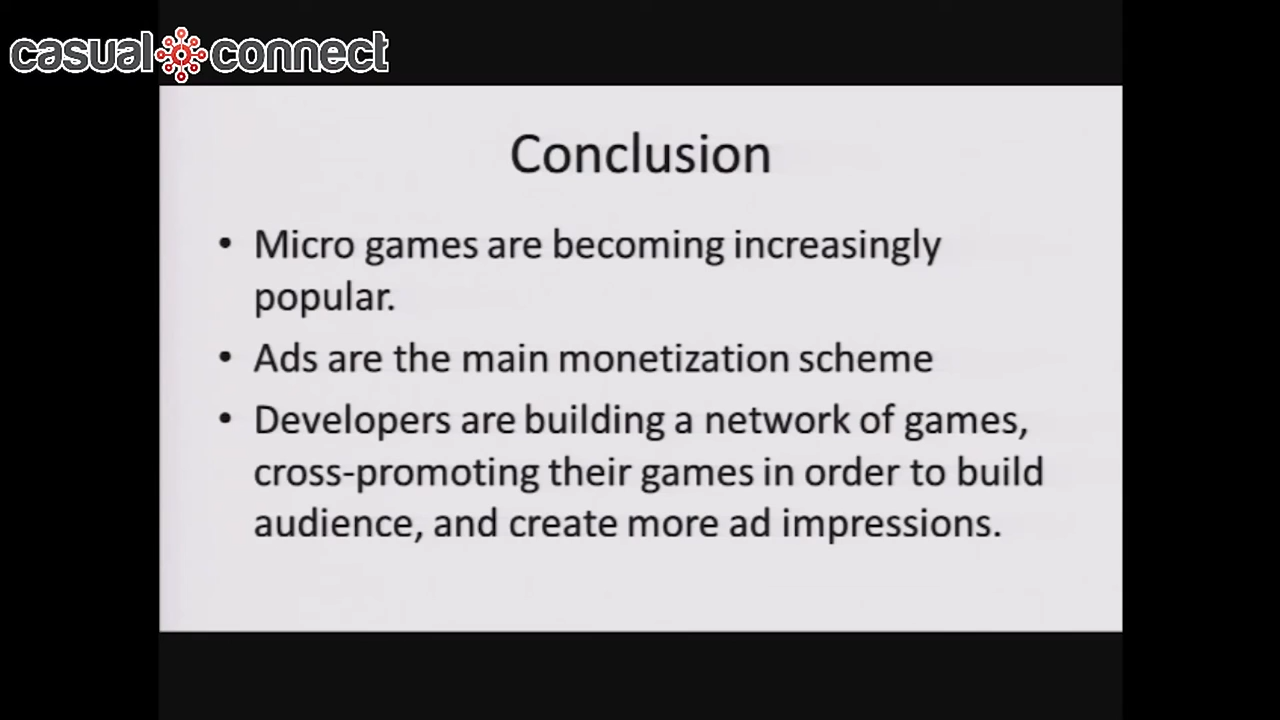 casual connect
Conclusion
• Micro games are becoming increasingly
popular.
• Ads are the main monetization scheme
• Developers are building a network of games,
cross-promoting their games in order to build
audience, and create more ad impressions.